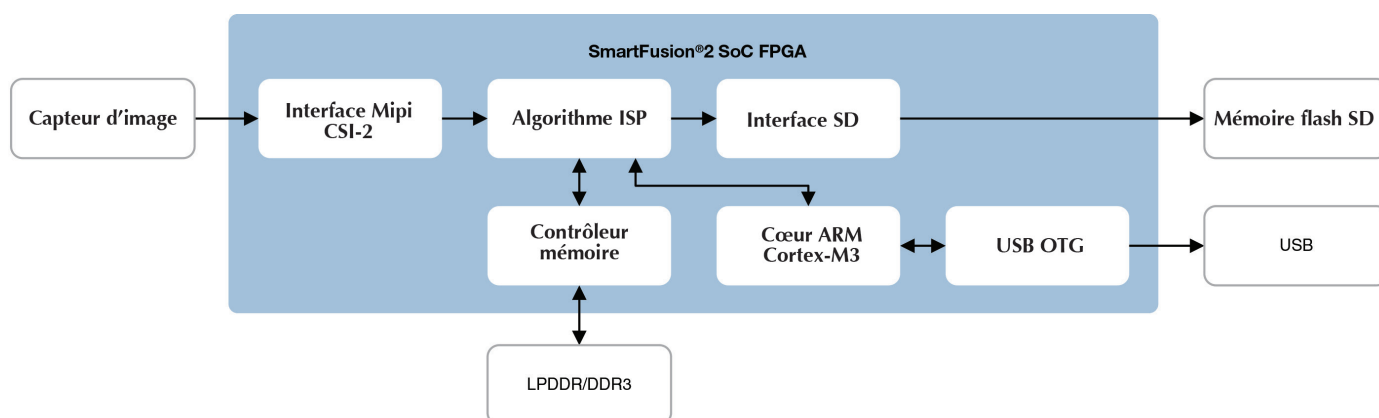 SmartFusion®2 SoC FPGA
Capteur d’image
Interface Mipi
CSI-2
Algorithme ISP
Interface SD
Mémoire flash SD
Contrôleur
mémoire
Cœur ARM
Cortex-M3
USB OTG
USB
LPDDR/DDR3